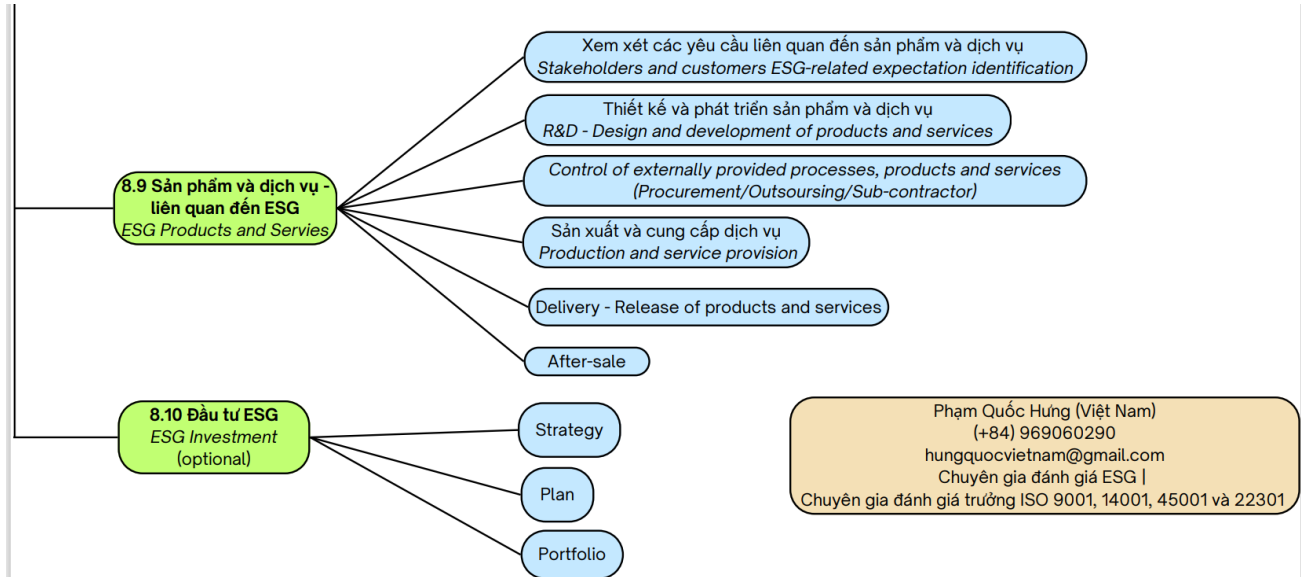 Xem xét các yêu cầu liên quan đến sản phẩm và dịch vụ
Stakeholders and customers ESG-related expectation identification
Thiết kế và phát triển sản phẩm và dịch vụ
R&D - Design and development of products and services
Control of externally provided processes, products and services
(Procurement/Outsoursing/Sub-contractor)
8.9 Sản phẩm và dịch vụ -
liên quan đến ESG
ESG Products and Servies
Sản xuất và cung cấp dịch vụ
Production and service provision
Delivery - Release of products and services
After-sale
8.10 Đầu tư ESG
ESG Investment
(optional)
Strategy
Plan
Portfolio
Phạm Quốc Hưng (Việt Nam)
(+84) 969060290
hungquocvietnam@gmail.com
Chuyên gia đánh giá ESG |
Chuyên gia đánh giá trưởng ISO 9001, 14001, 45001 và 22301